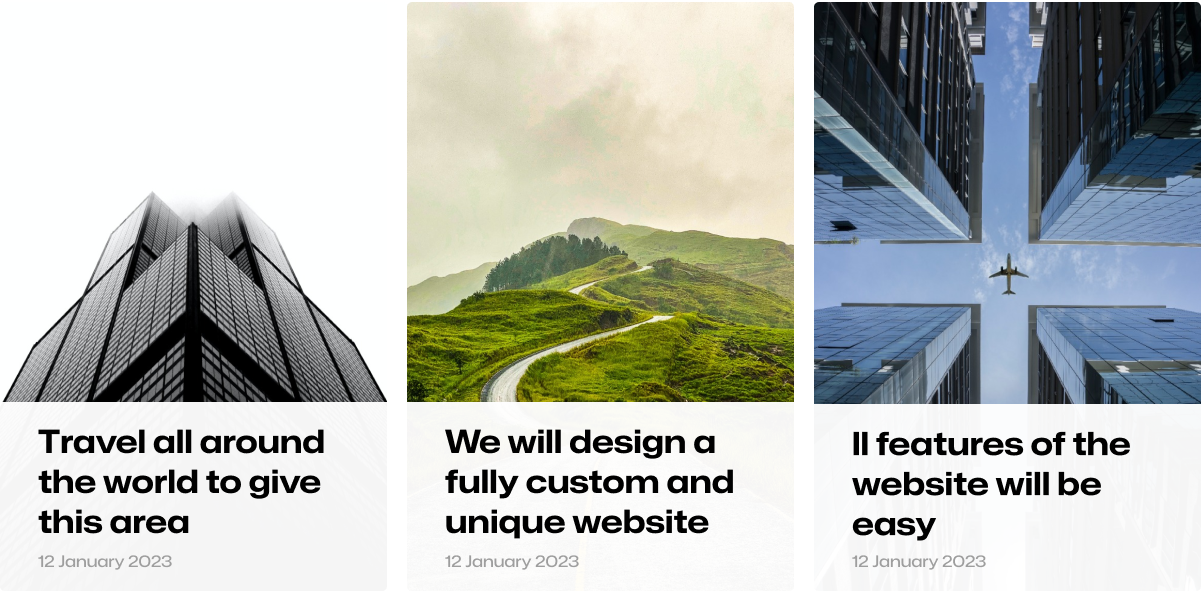 Travel all around
the world to give
this area
12 January 2023
We will design a
fully custom and
unique website
12 January 2023
ll features of the
website will be
easy
12 January 2023